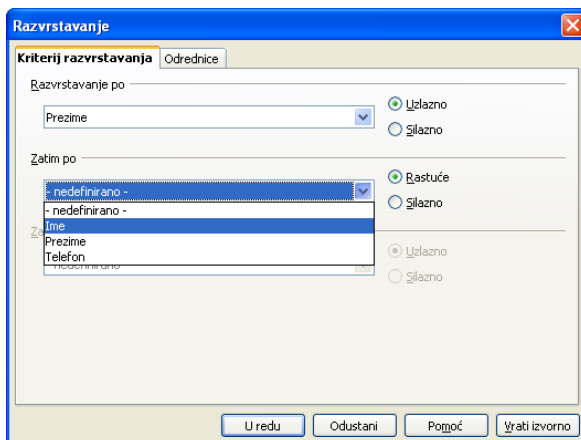 Razvrstavanje
Kriterij razvrstavanja Odrednice
Razvrstavanje po
Prezime
Uzlazno
Silazno
Zatim po
- nedefinirano -
Rastuće
Silazno
- nedefinirano -
Ime
Prezime
Telefon
Uzlazno
Silazno
U redu Odustani Pomoć Vrati izvorno